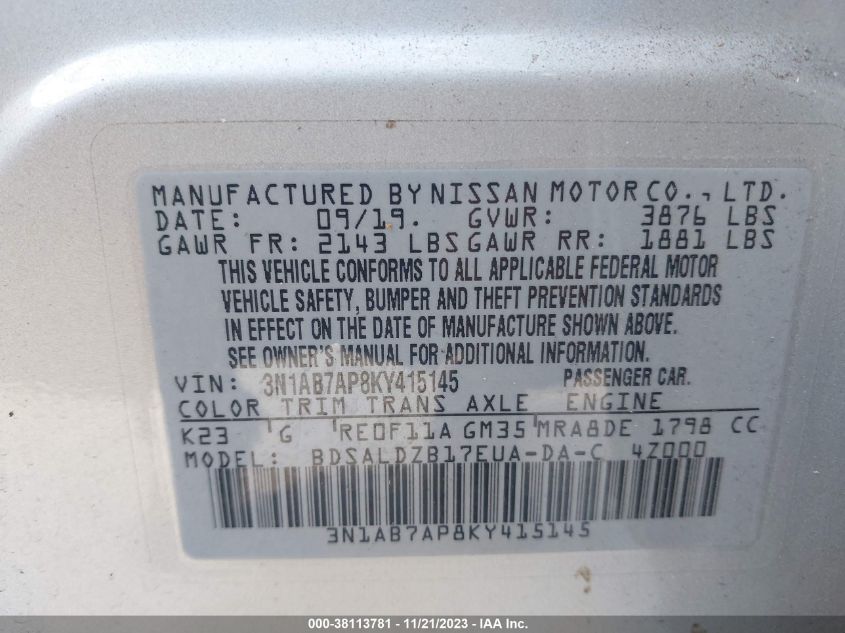 MANUFACTURED BY NISSAN MOTOR CO., LTD.
DATE: 09/19. GVWR: 3876 LBS
GAWR FR: 2143 LBS GAWR RR: 1881 LBS
THIS VEHICLE CONFORMS TO ALL APPLICABLE FEDERAL MOTOR
VEHICLE SAFETY, BUMPER AND THEFT PREVENTION STANDARDS
IN EFFECT ON THE DATE OF MANUFACTURE SHOWN ABOVE.
SEE OWNER'S MANUAL FOR ADDITIONAL INFORMATION.
VIN: 3N1AB7AP8KY415145 PASSENGER CAR.
COLOR TRIM TRANS AXLE ENGINE
K23 'G 'RE0F11A GM35'MRA8DE 1798 CC
MODEL: BDSALDZB17EUA-DA-C 4Z000
3N1AB7AP8KY415145
000-38113781 - 11/21/2023 - IAA Inc.